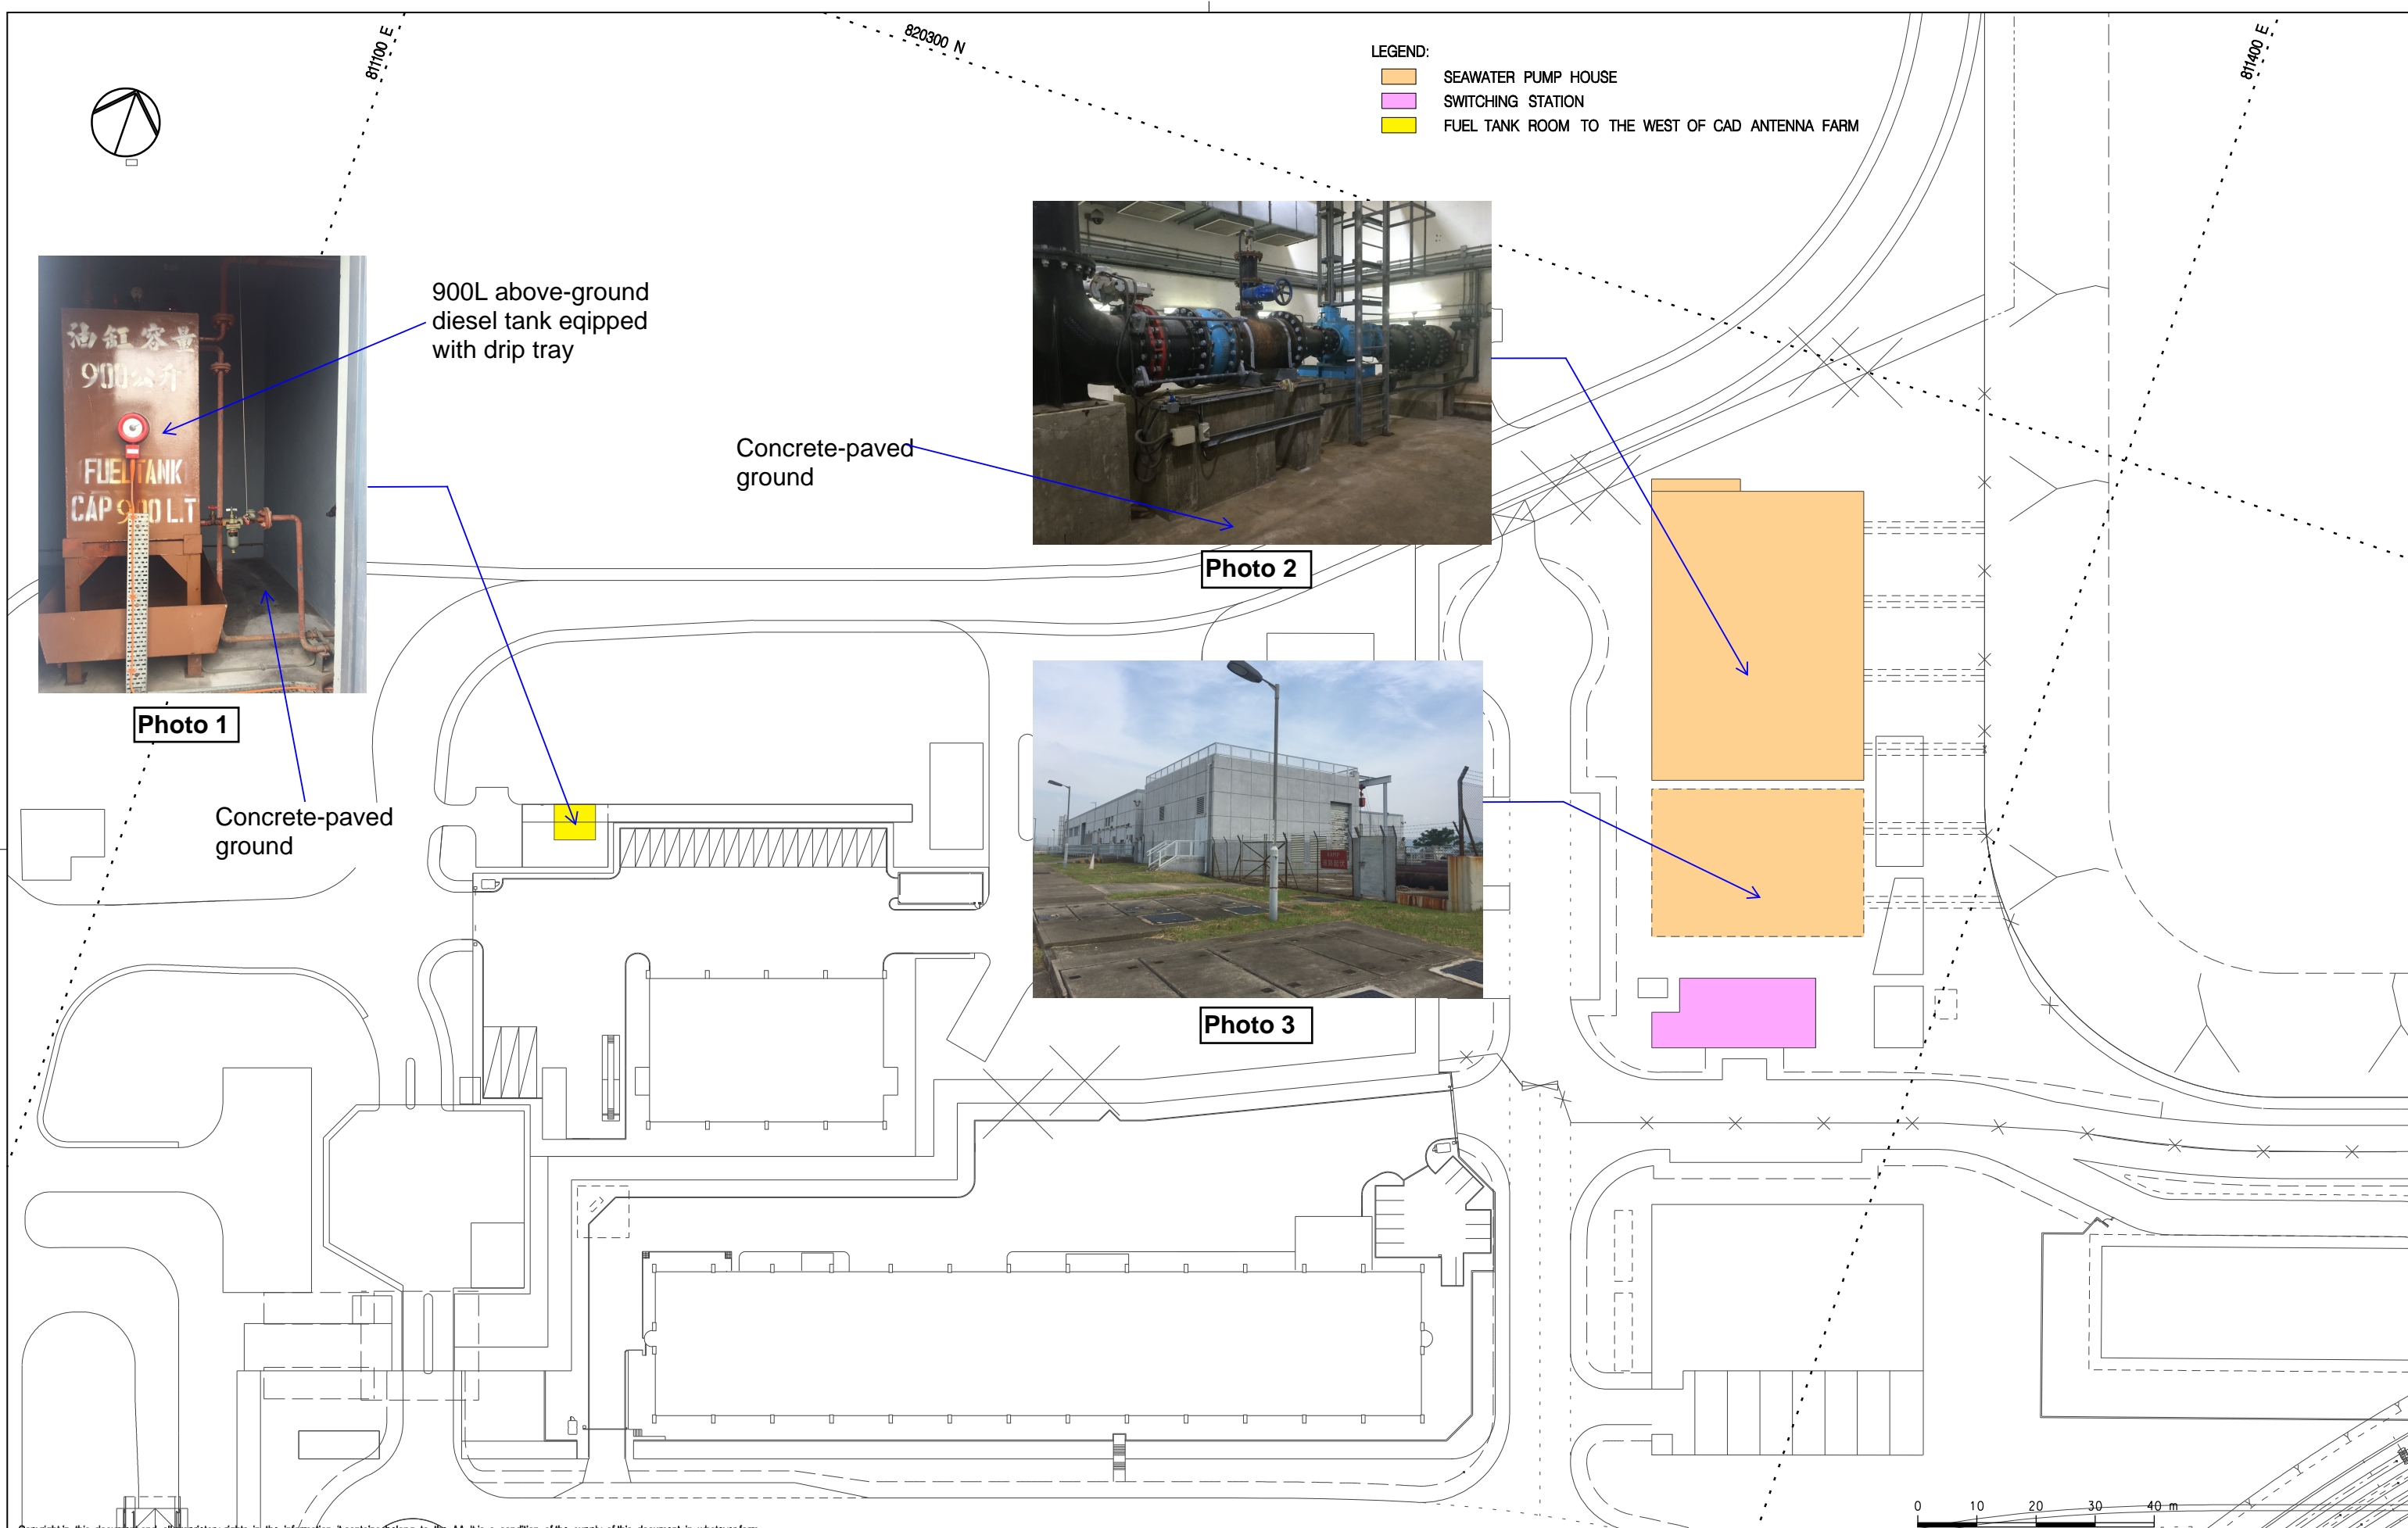 811100 E
820300 N
811400 E
LEGEND:
SEAWATER PUMP HOUSE
SWITCHING STATION
FUEL TANK ROOM TO THE WEST OF CAD ANTENNA FARM
900L above-ground
diesel tank eqipped
with drip tray
油缸容量
900公升
FUEL TANK
CAP 900 L.T
Photo 1
Concrete-paved
ground
Concrete-paved
ground
Photo 2
Photo 3
0 10 20 30 40 m